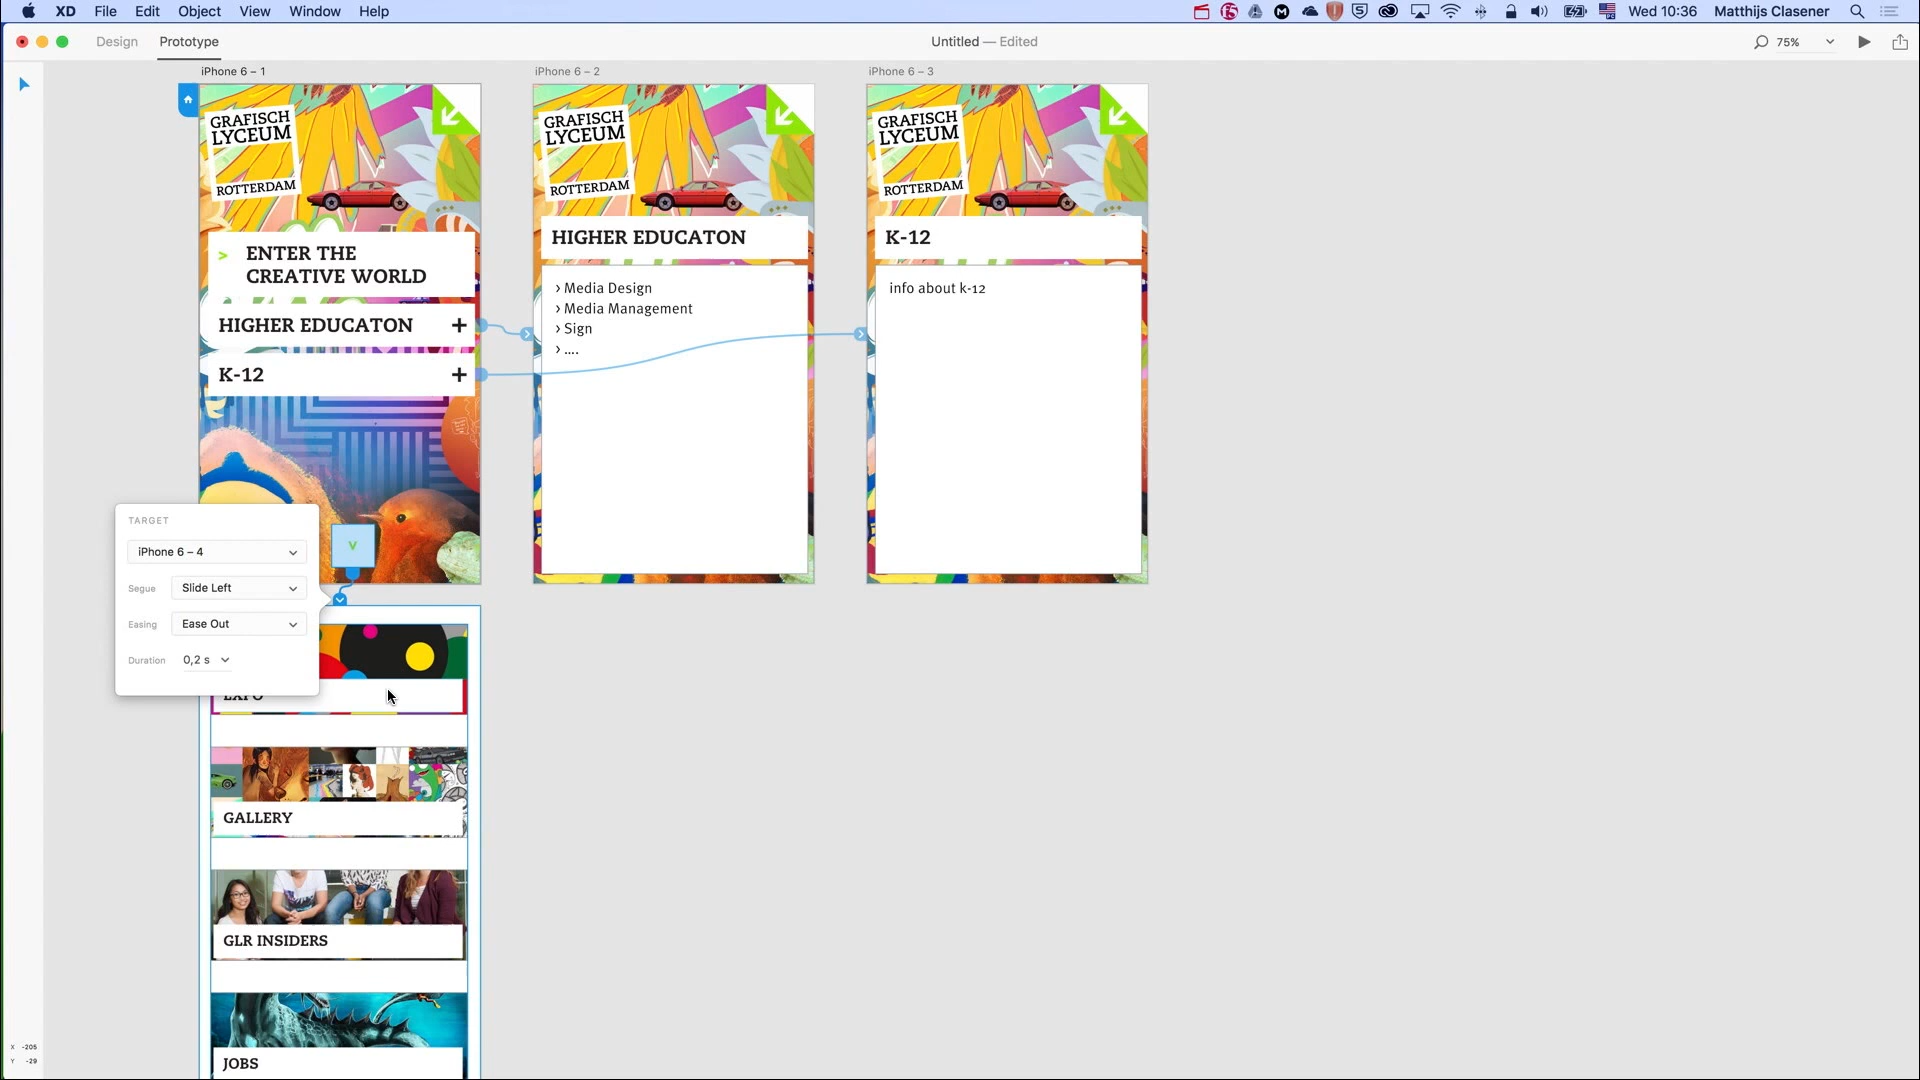 XD File Edit Object View Window Help
Wed 10:36 Matthijs Clasener
Design Prototype
Untitled — Edited
75%
iPhone 6 – 1
iPhone 6 – 2
iPhone 6 – 3
GRAFISCH
LYCEUM
ROTTERDAM
> ENTER THE
CREATIVE WORLD
HIGHER EDUCATON +
K-12 +
v
GRAFISCH
LYCEUM
ROTTERDAM
HIGHER EDUCATON
› Media Design
› Media Management
› Sign
› ....
GRAFISCH
LYCEUM
ROTTERDAM
K-12
info about k-12
TARGET
iPhone 6 – 4
Segue Slide Left
Easing Ease Out
Duration 0,2 s
EXPO
GALLERY
GLR INSIDERS
JOBS
X -205
Y -29